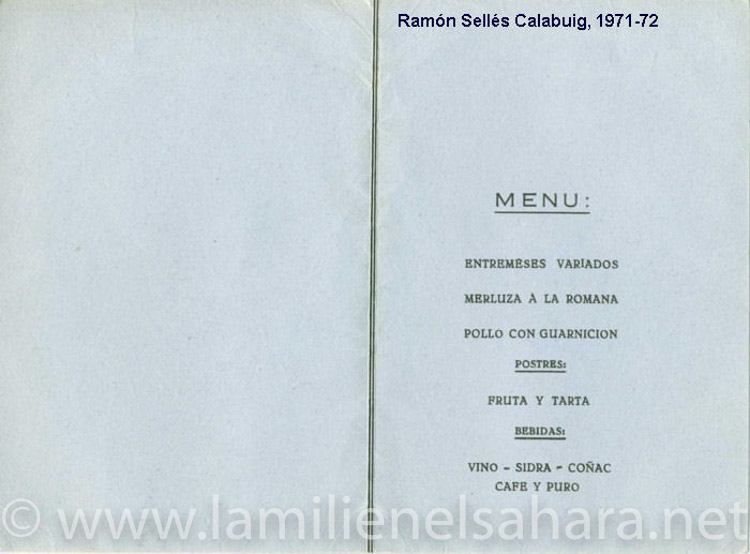 Ramón Sellés Calabuig, 1971-72
MENU:
ENTREMÉSES VARIADOS
MERLUZA À LA ROMANA
POLLO CON GUARNICION
POSTRES:
FRUTA Y TARTA
BEBIDAS:
VINO - SIDRA - COÑAC
CAFE Y PURO
© www.lamilienelsahara.net